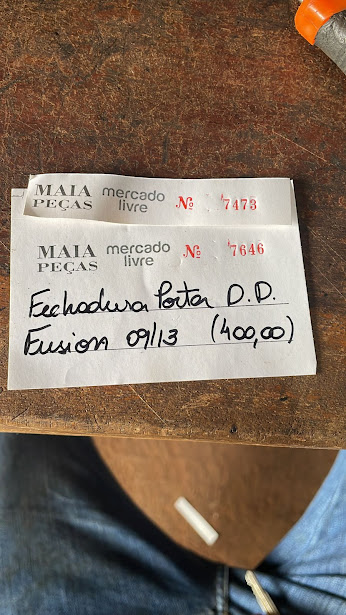 MAIA PEÇAS mercado livre Nº 7473
MAIA PEÇAS mercado livre Nº 7646
Fechadura Porta D.D.
Fusion 09/13 (400,00)